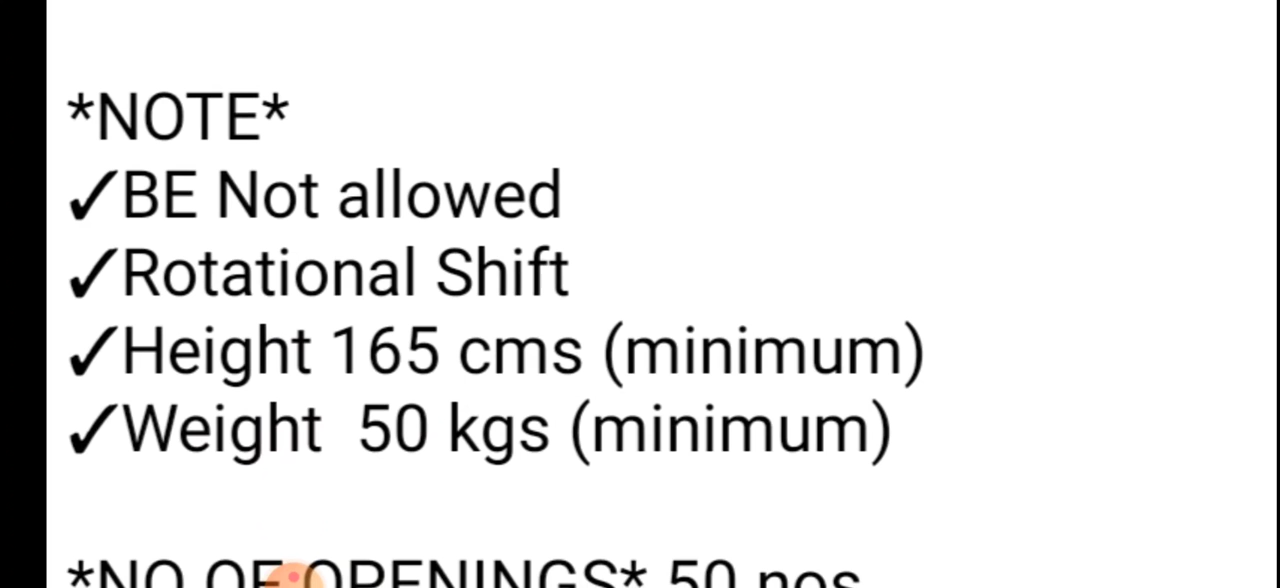 *NOTE*
✓BE Not allowed
✓Rotational Shift
✓Height 165 cms (minimum)
✓Weight  50 kgs (minimum)
*NO OF OPENINGS* 50 nos